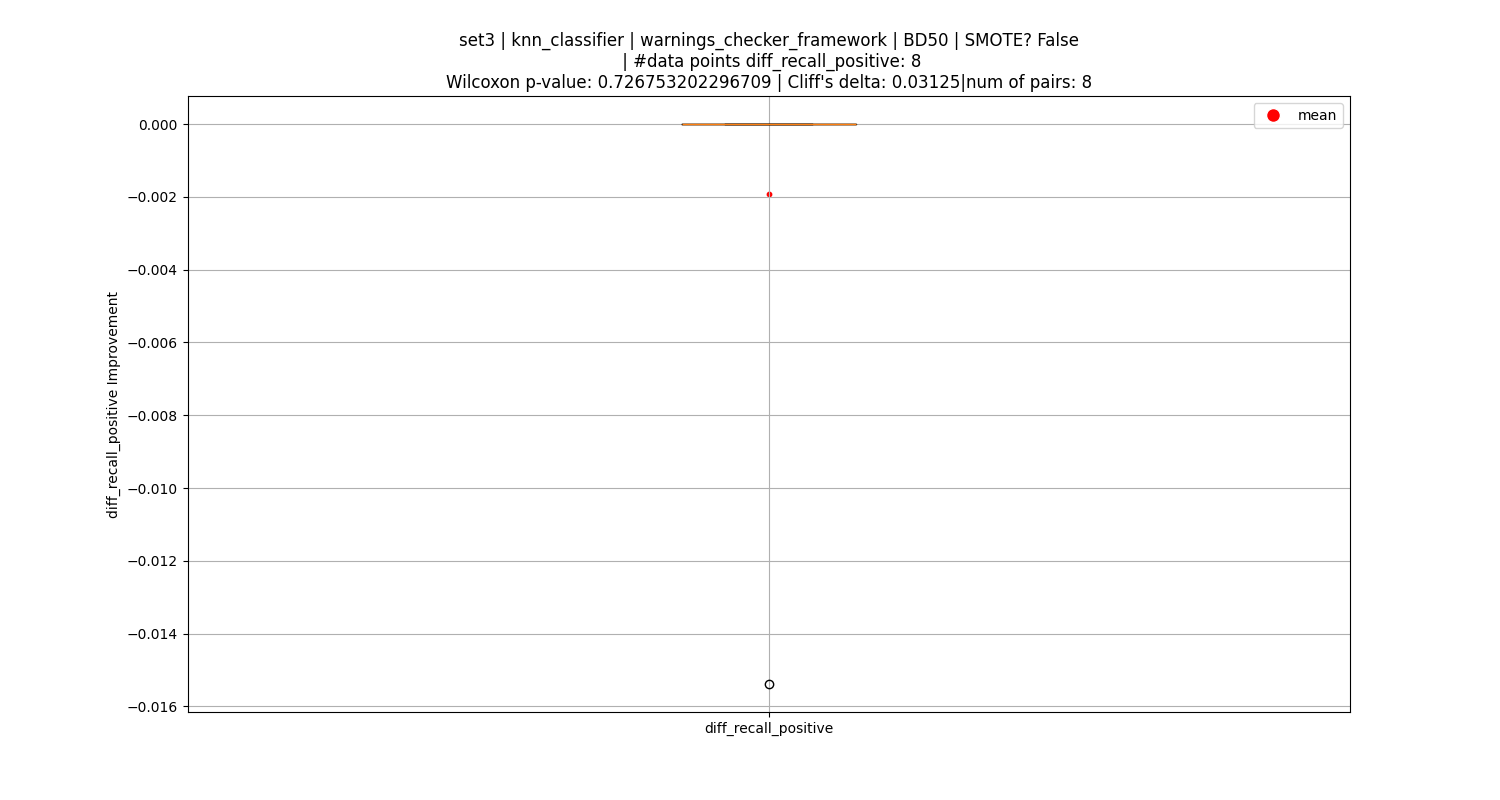 set3 | knn_classifier | warnings_checker_framework | BD50 | SMOTE? False
| #data points diff_recall_positive: 8
Wilcoxon p-value: 0.726753202296709 | Cliff's delta: 0.03125|num of pairs: 8
mean
0.000
−0.002
−0.004
−0.006
−0.008
−0.010
−0.012
−0.014
−0.016
diff_recall_positive Improvement
diff_recall_positive